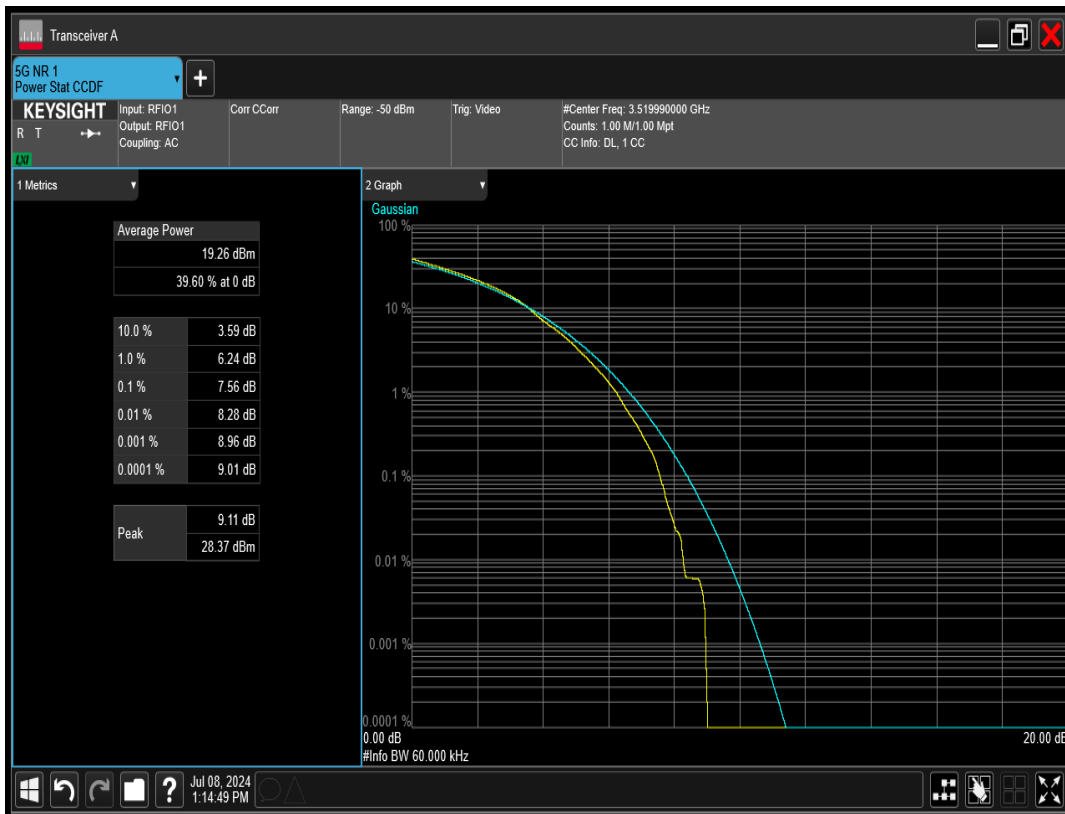 Transceiver A
5G NR 1
Power Stat CCDF
+
KEYSIGHT
R T
LXI
Input: RFIO1
Output: RFIO1
Coupling: AC
Corr CCorr
Range: -50 dBm
Trig: Video
#Center Freq: 3.519990000 GHz
Counts: 1.00 M/1.00 Mpt
CC Info: DL, 1 CC
1 Metrics
Average Power
19.26 dBm
39.60 % at 0 dB
10.0 % 3.59 dB
1.0 % 6.24 dB
0.1 % 7.56 dB
0.01 % 8.28 dB
0.001 % 8.96 dB
0.0001 % 9.01 dB
Peak
9.11 dB
28.37 dBm
2 Graph
Gaussian
100 %
10 %
1 %
0.1 %
0.01 %
0.001 %
0.0001 %
0.00 dB
20.00 dB
#Info BW 60.000 kHz
?
Jul 08, 2024
1:14:49 PM